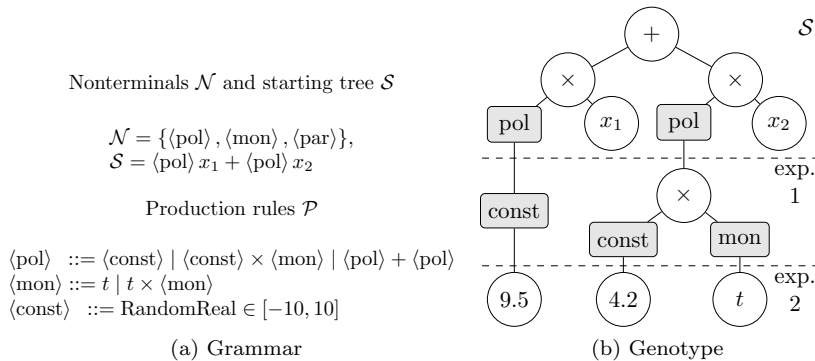 Nonterminals 𝒩 and starting tree 𝒮
𝒩 = {⟨pol⟩ , ⟨mon⟩ , ⟨par⟩},
𝒮 = ⟨pol⟩ x₁ + ⟨pol⟩ x₂
Production rules 𝒫
⟨pol⟩ ::= ⟨const⟩ | ⟨const⟩ × ⟨mon⟩ | ⟨pol⟩ + ⟨pol⟩
⟨mon⟩ ::= t | t × ⟨mon⟩
⟨const⟩ ::= RandomReal ∈ [−10, 10]
(a) Grammar
𝒮
+
× ×
pol x₁ pol x₂
exp.
1
const ×
const mon
exp.
2
9.5 4.2 t
(b) Genotype